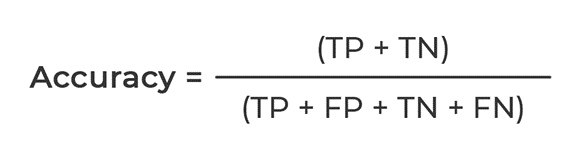 (TP + TN)
Accuracy =
(TP + FP + TN + FN)